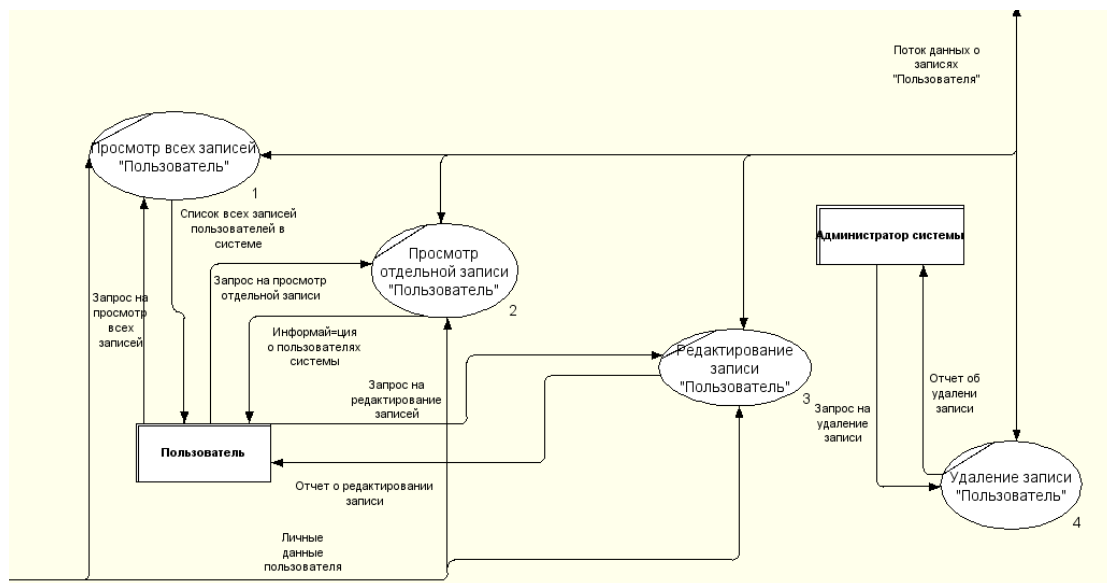 Поток данных о
записях
"Пользователя"
Просмотр всех записей
"Пользователь"
1
Список всех записей
пользователей в
системе
Администратор системы
Просмотр
отдельной записи
"Пользователь"
2
Запрос на просмотр
отдельной записи
Запрос на
просмотр
всех
записей
Информай=ция
о пользователях
системы
Редактирование
записи
"Пользователь"
3
Запрос на
редактирование
записей
Отчет об
удалени
записи
Запрос на
удаление
записи
Пользователь
Отчет о редактировании
записи
Удаление записи
"Пользователь"
4
Личные
данные
пользователя